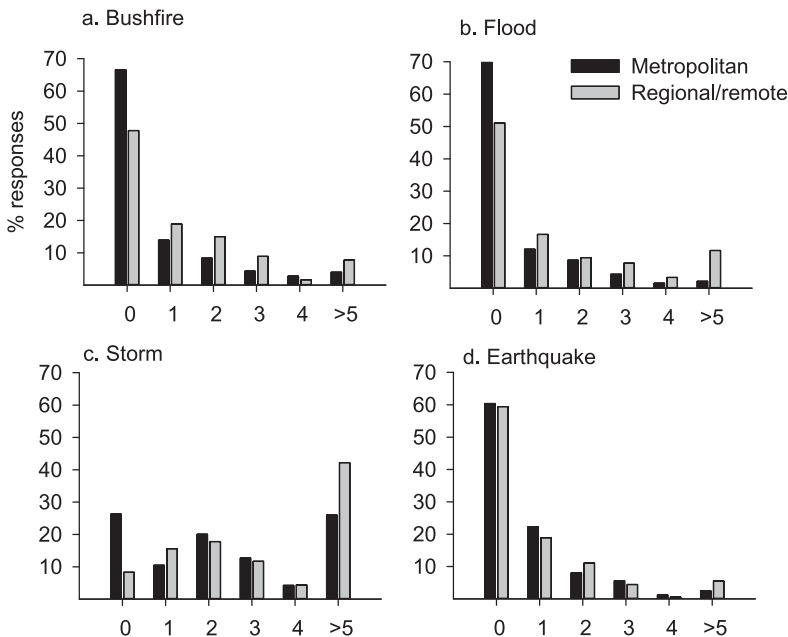 a. Bushfire
% responses
70
60
50
40
30
20
10
0 1 2 3 4 >5
b. Flood
Metropolitan
Regional/remote
70
60
50
40
30
20
10
0 1 2 3 4 >5
c. Storm
70
60
50
40
30
20
10
0 1 2 3 4 >5
d. Earthquake
70
60
50
40
30
20
10
0 1 2 3 4 >5